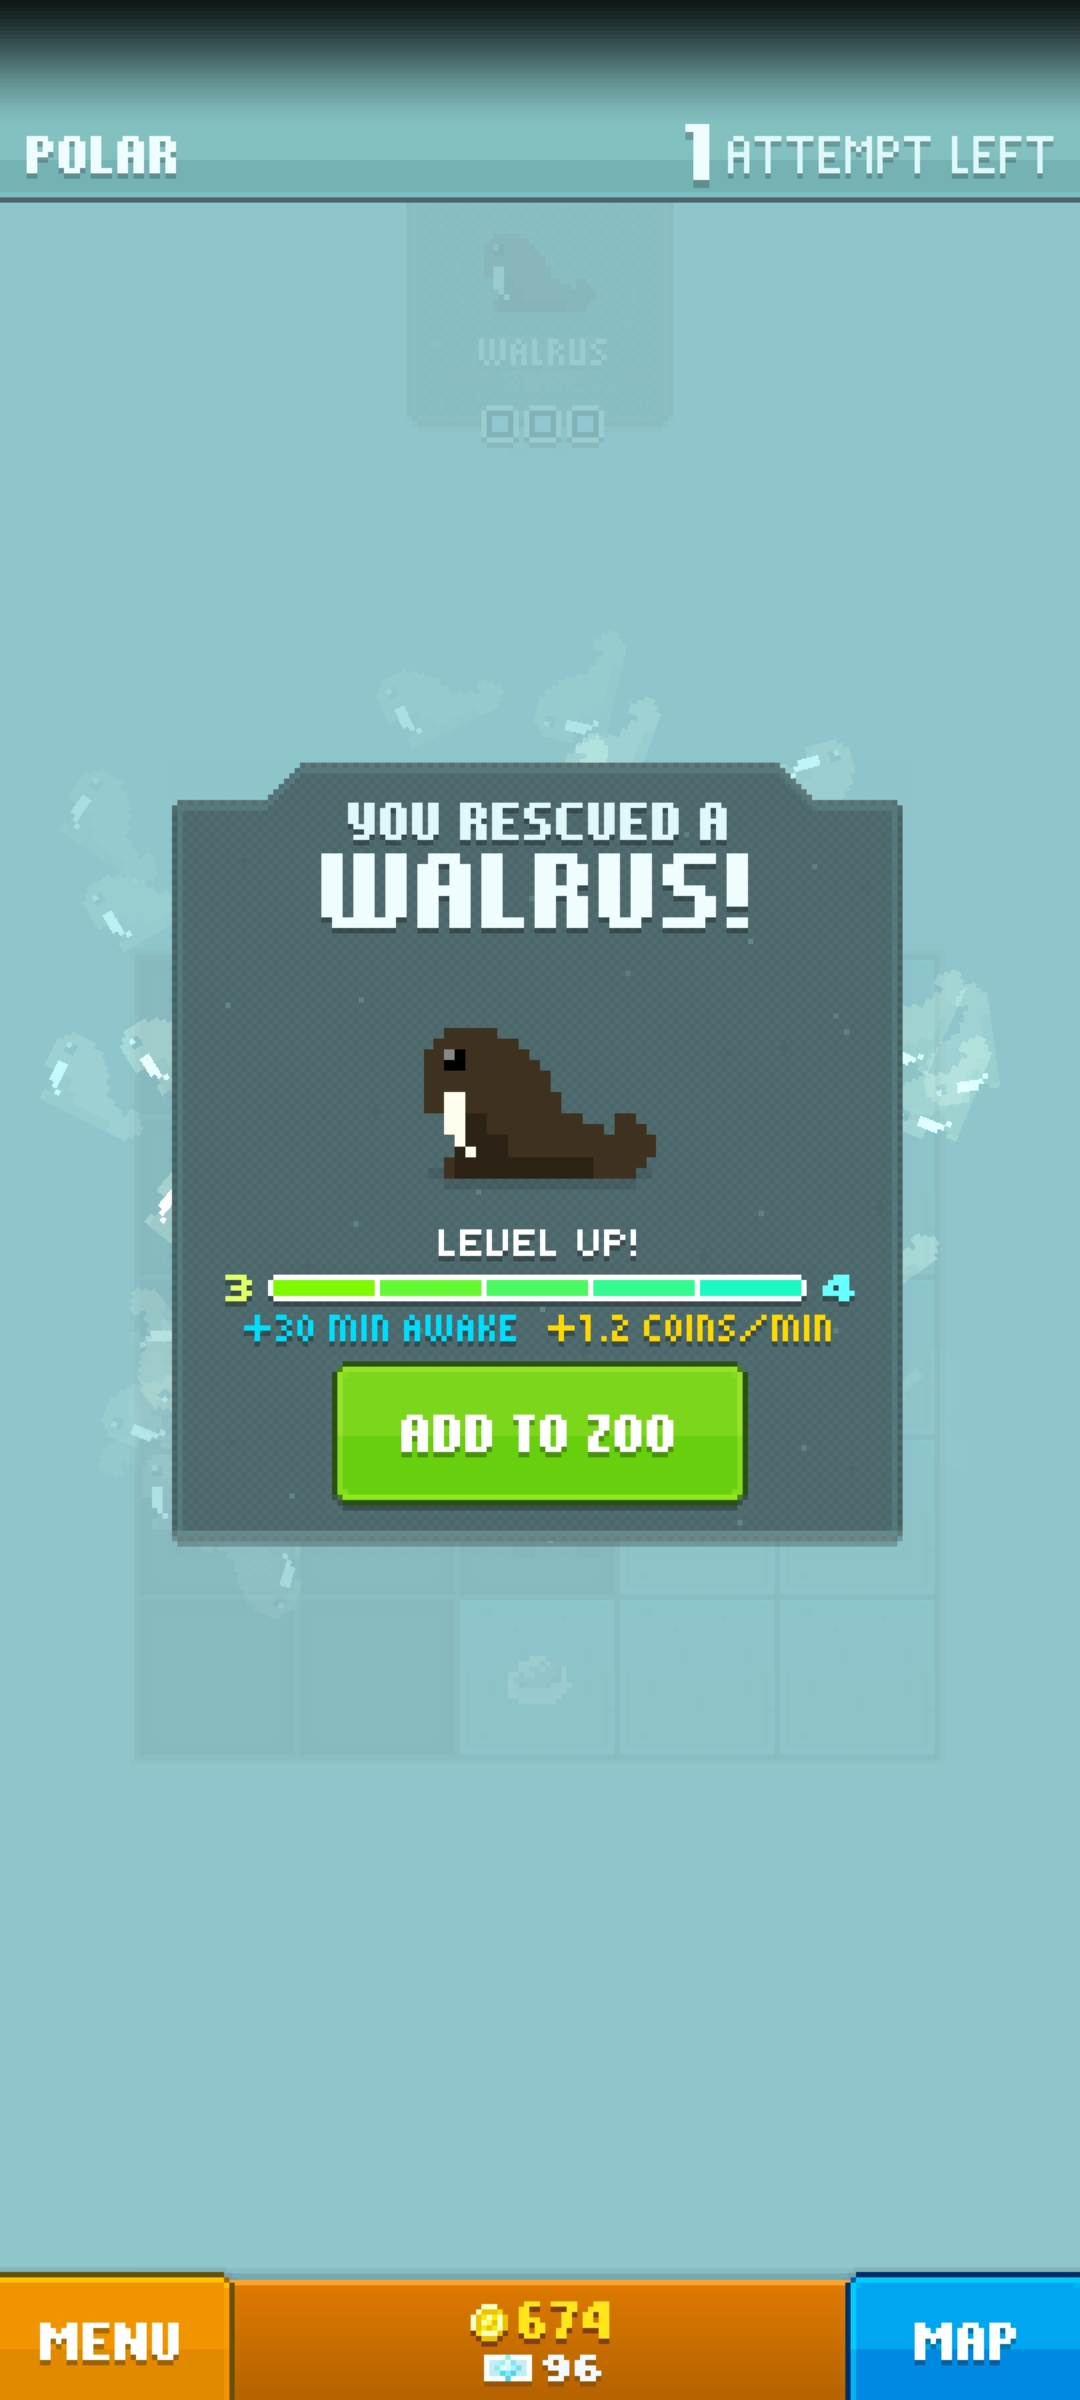 POLAR
1 ATTEMPT LEFT
WALRUS
YOU RESCUED A
WALRUS!
LEVEL UP!
3 4
+30 MIN AWAKE +1.2 COINS/MIN
ADD TO ZOO
MENU
674
96
MAP